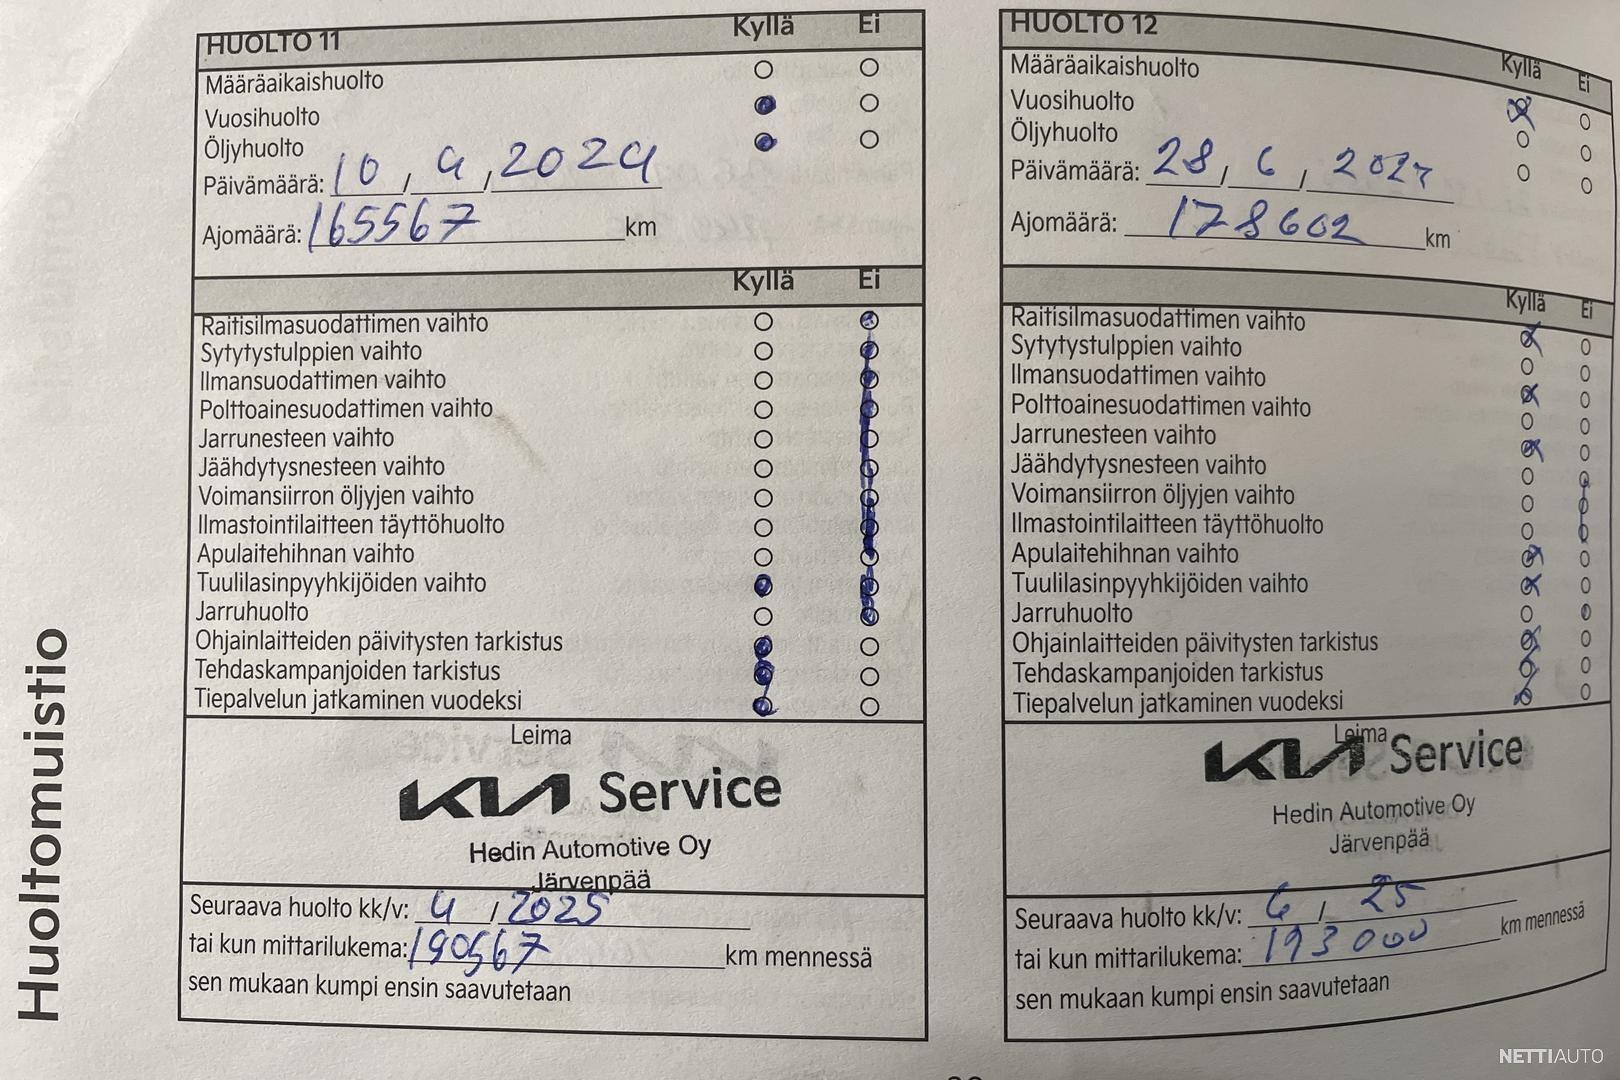 Huoltomuistio
HUOLTO 11 Kyllä Ei
Määräaikaishuolto
Vuosihuolto
Öljyhuolto
Päivämäärä: 10 / 4 / 2024
Ajomäärä: 165567 km
Kyllä Ei
Raitisilmasuodattimen vaihto
Sytytystulppien vaihto
Ilmansuodattimen vaihto
Polttoainesuodattimen vaihto
Jarrunesteen vaihto
Jäähdytysnesteen vaihto
Voimansiirron öljyjen vaihto
Ilmastointilaitteen täyttöhuolto
Apulaitehihnan vaihto
Tuulilasinpyyhkijöiden vaihto
Jarruhuolto
Ohjainlaitteiden päivitysten tarkistus
Tehdaskampanjoiden tarkistus
Tiepalvelun jatkaminen vuodeksi
Leima
KIA Service
Hedin Automotive Oy
Järvenpää
Seuraava huolto kk/v: 4 / 2025
tai kun mittarilukema: 190567 km mennessä
sen mukaan kumpi ensin saavutetaan
HUOLTO 12 Kyllä Ei
Määräaikaishuolto
Vuosihuolto
Öljyhuolto
Päivämäärä: 28 / 6 /
Ajomäärä: 178602 km
Kyllä Ei
Raitisilmasuodattimen vaihto
Sytytystulppien vaihto
Ilmansuodattimen vaihto
Polttoainesuodattimen vaihto
Jarrunesteen vaihto
Jäähdytysnesteen vaihto
Voimansiirron öljyjen vaihto
Ilmastointilaitteen täyttöhuolto
Apulaitehihnan vaihto
Tuulilasinpyyhkijöiden vaihto
Jarruhuolto
Ohjainlaitteiden päivitysten tarkistus
Tehdaskampanjoiden tarkistus
Tiepalvelun jatkaminen vuodeksi
Leima
KIA Service
Hedin Automotive Oy
Järvenpää
Seuraava huolto kk/v: 6 / 25
tai kun mittarilukema: 193000 km mennessä
sen mukaan kumpi ensin saavutetaan
NETTIAUTO